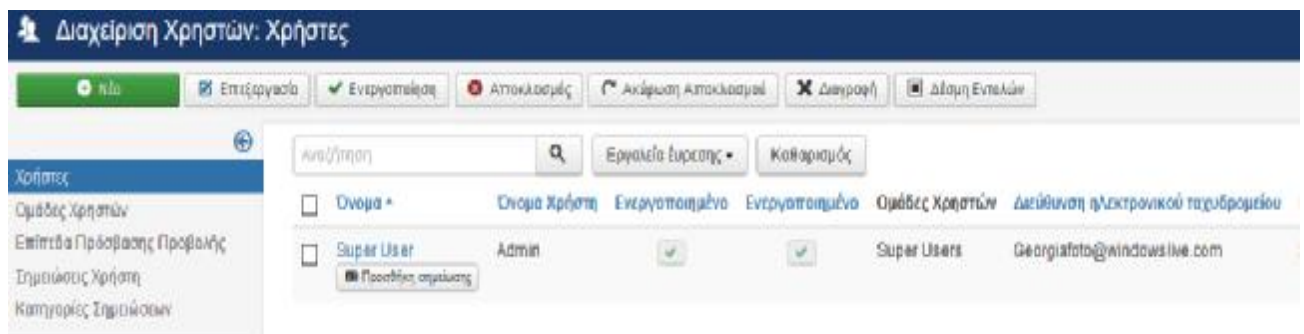 Διαχείριση Χρηστών: Χρήστες
Νέο Επεξεργασία Ενεργοποίηση Αποκλεισμός Ακύρωση Αποκλεισμού Διαγραφή Δέσμη Εντολών
Αναζήτηση Εργαλεία Εύρεσης Καθαρισμός
Χρήστες
Ομάδες Χρηστών
Επίπεδα Πρόσβασης Προβολής
Σημειώσεις Χρήστη
Κατηγορίες Σημειώσεων
Όνομα Όνομα Χρήστη Ενεργοποιημένο Ενεργοποιημένο Ομάδες Χρηστών Διεύθυνση ηλεκτρονικού ταχυδρομείου
Super User Admin Super Users Georgiafoto@windowslive.com
Προσθήκη σημείωσης